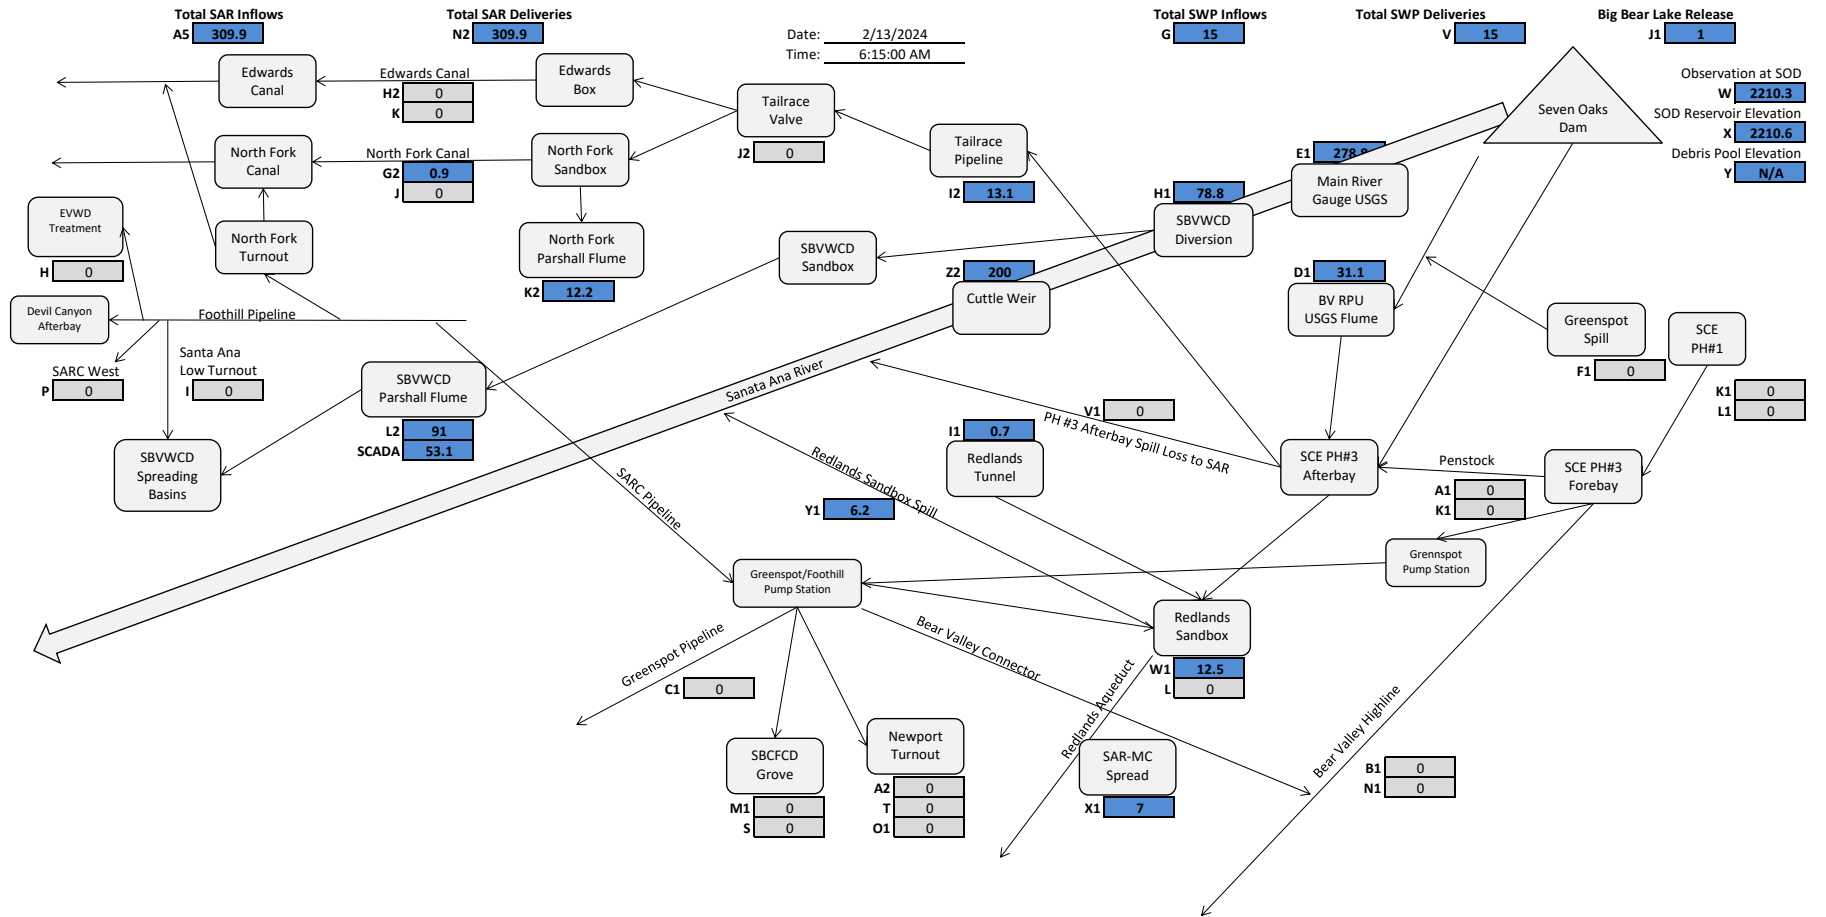 Total SAR Inflows
A5 309.9
Total SAR Deliveries
N2 309.9
Date: 2/13/2024
Time: 6:15:00 AM
Total SWP Inflows
G 15
Total SWP Deliveries
V 15
Big Bear Lake Release
J1 1
Observation at SOD
W 2210.3
SOD Reservoir Elevation
X 2210.6
Debris Pool Elevation
Y N/A
Edwards
Canal
Edwards Canal
H2 0
K 0
Edwards
Box
Tailrace
Valve
J2 0
Tailrace
Pipeline
I2 13.1
Seven Oaks
Dam
North Fork
Canal
North Fork Canal
G2 0.9
J 0
North Fork
Sandbox
E1 278.8
Main River
Gauge USGS
H1 78.8
SBVWCD
Diversion
EVWD
Treatment
H 0
North Fork
Turnout
North Fork
Parshall Flume
K2 12.2
SBVWCD
Sandbox
Z2 200
Cuttle Weir
D1 31.1
BV RPU
USGS Flume
Greenspot
Spill
F1 0
SCE
PH#1
K1 0
L1 0
Devil Canyon
Afterbay
Foothill Pipeline
SARC West
P 0
Santa Ana
Low Turnout
I 0
SBVWCD
Parshall Flume
L2 91
SCADA 53.1
SBVWCD
Spreading
Basins
Sanata Ana River
V1 0
PH #3 Afterbay Spill Loss to SAR
I1 0.7
Redlands
Tunnel
SCE PH#3
Afterbay
Penstock
A1 0
K1 0
SCE PH#3
Forebay
SARC Pipeline
Redlands Sandbox Spill
Y1 6.2
Grennspot
Pump Station
Greenspot/Foothill
Pump Station
Redlands
Sandbox
W1 12.5
L 0
Greenspot Pipeline
C1 0
Bear Valley Connector
Redlands Aqueduct
Bear Valley Highline
SBCFCD
Grove
M1 0
S 0
Newport
Turnout
A2 0
T 0
O1 0
SAR-MC
Spread
X1 7
B1 0
N1 0